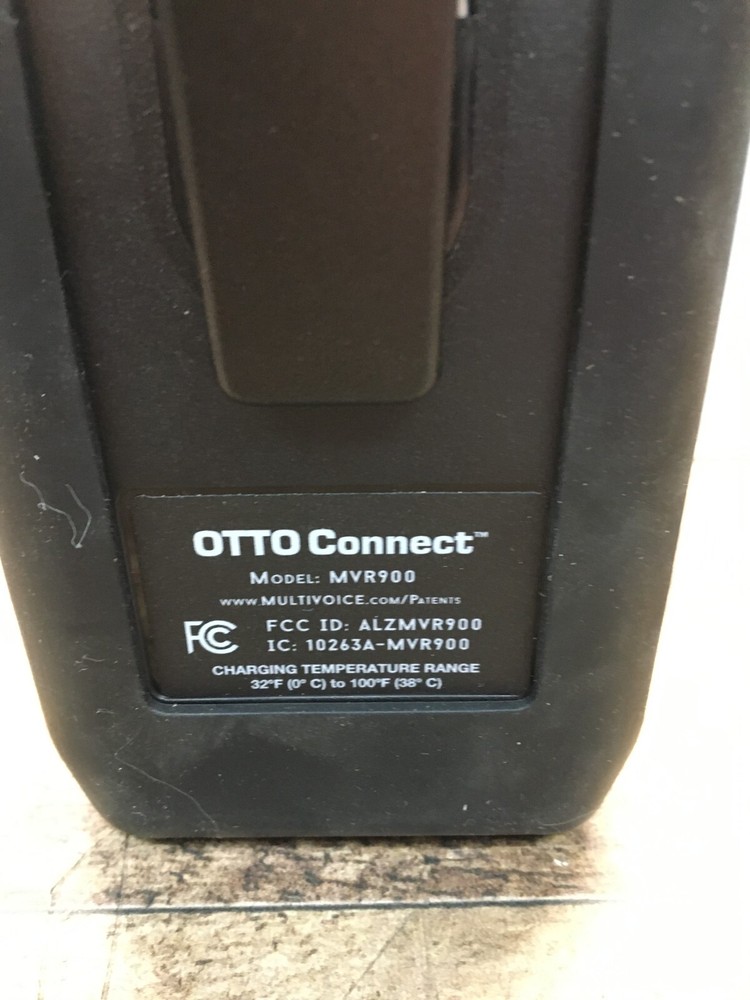 OTTO Connect™
MODEL: MVR900
WWW.MULTIVOICE.COM/PATENTS
FC FCC ID: ALZMVR900
IC: 10263A-MVR900
CHARGING TEMPERATURE RANGE
32°F (0° C) to 100°F (38° C)